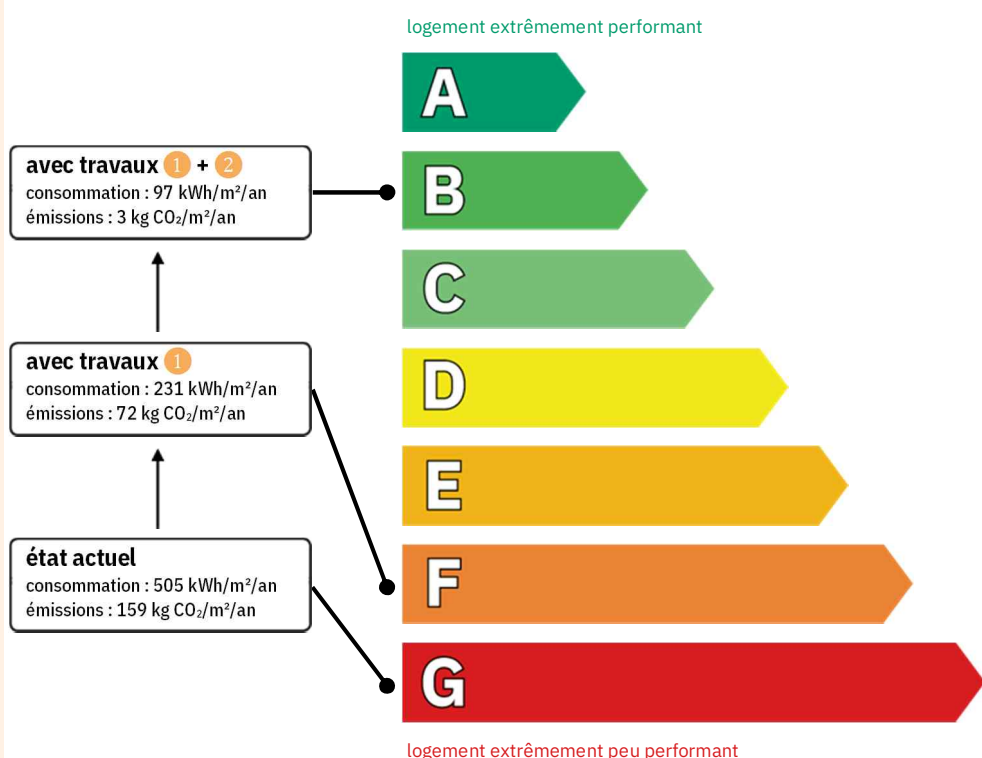 logement extrêmement performant
A
avec travaux 1 + 2
consommation : 97 kWh/m²/an
émissions : 3 kg CO₂/m²/an
B
C
avec travaux 1
consommation : 231 kWh/m²/an
émissions : 72 kg CO₂/m²/an
D
E
état actuel
consommation : 505 kWh/m²/an
émissions : 159 kg CO₂/m²/an
F
G
logement extrêmement peu performant